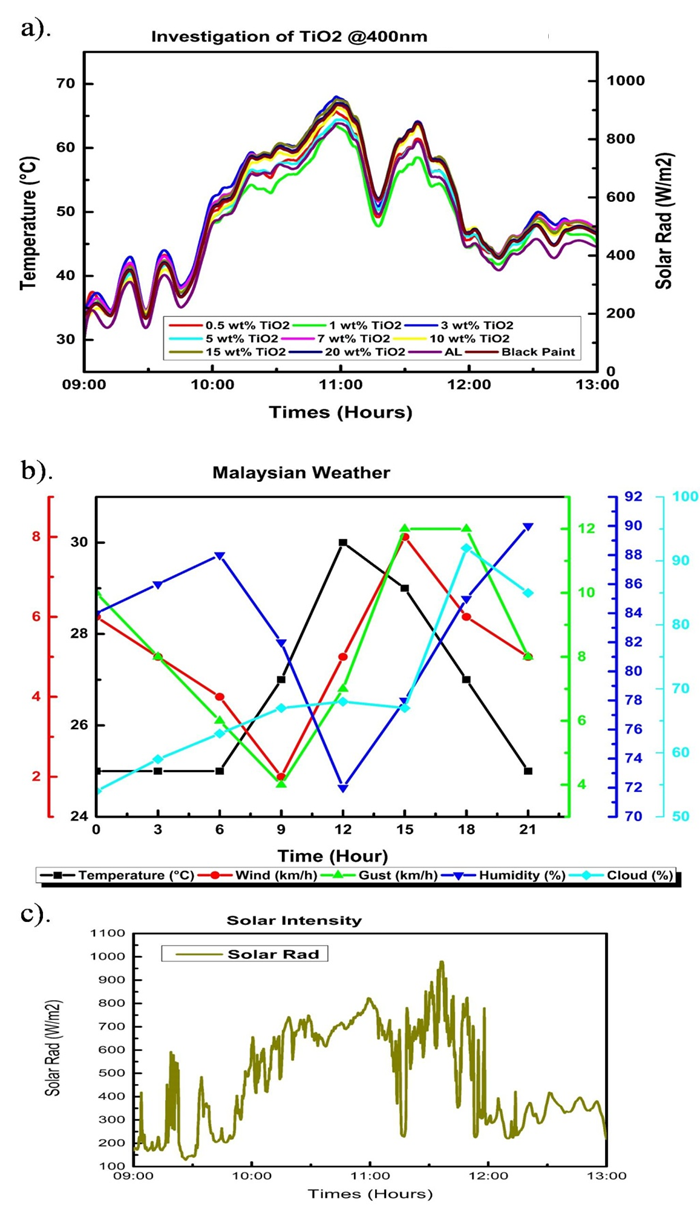 a).
Investigation of TiO2 @400nm
Temperature (°C)
70
60
50
40
30
Solar Rad (W/m2)
1000
800
600
400
200
0
0.5 wt% TiO2 1 wt% TiO2 3 wt% TiO2
5 wt% TiO2 7 wt% TiO2 10 wt% TiO2
15 wt% TiO2 20 wt% TiO2 AL Black Paint
09:00 10:00 11:00 12:00 13:00
Times (Hours)
b).
Malaysian Weather
8
6
4
2
30
28
26
24
12
10
8
6
4
92
90
88
86
84
82
80
78
76
74
72
70
100
90
80
70
60
50
0 3 6 9 12 15 18 21
Time (Hour)
Temperature (°C) Wind (km/h) Gust (km/h) Humidity (%) Cloud (%)
c).
Solar Intensity
Solar Rad
Solar Rad (W/m2)
1100
1000
900
800
700
600
500
400
300
200
100
09:00 10:00 11:00 12:00 13:00
Times (Hours)